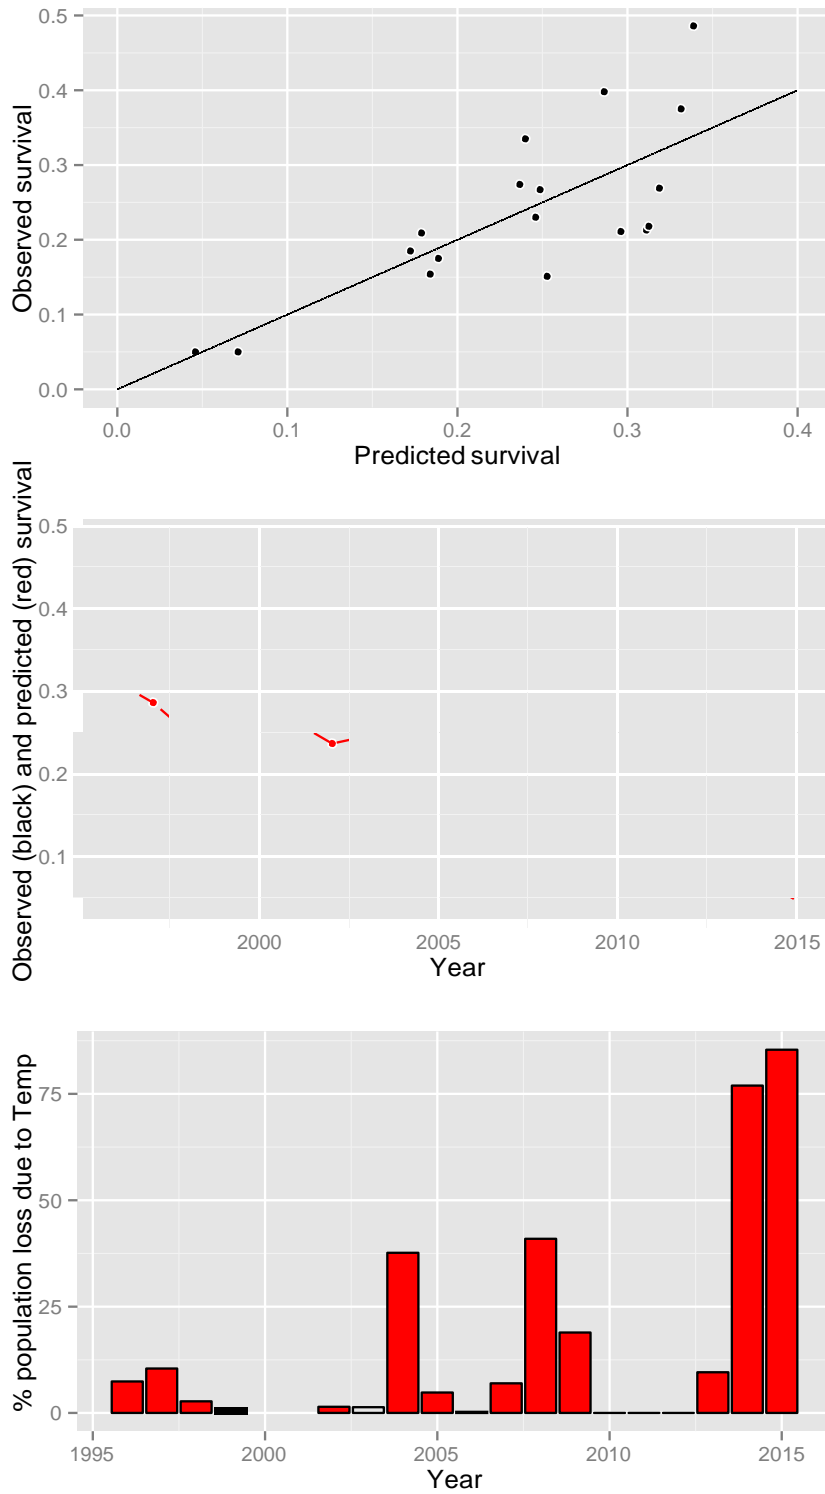 0.5
0.4
0.3
0.2
0.1
0.0
Observed survival
0.0 0.1 0.2 0.3 0.4
Predicted survival
0.5
0.4
0.3
0.2
0.1
Observed (black) and predicted (red) survival
2000 2005 2010 2015
Year
75
50
25
0
% population loss due to Temp
1995 2000 2005 2010 2015
Year